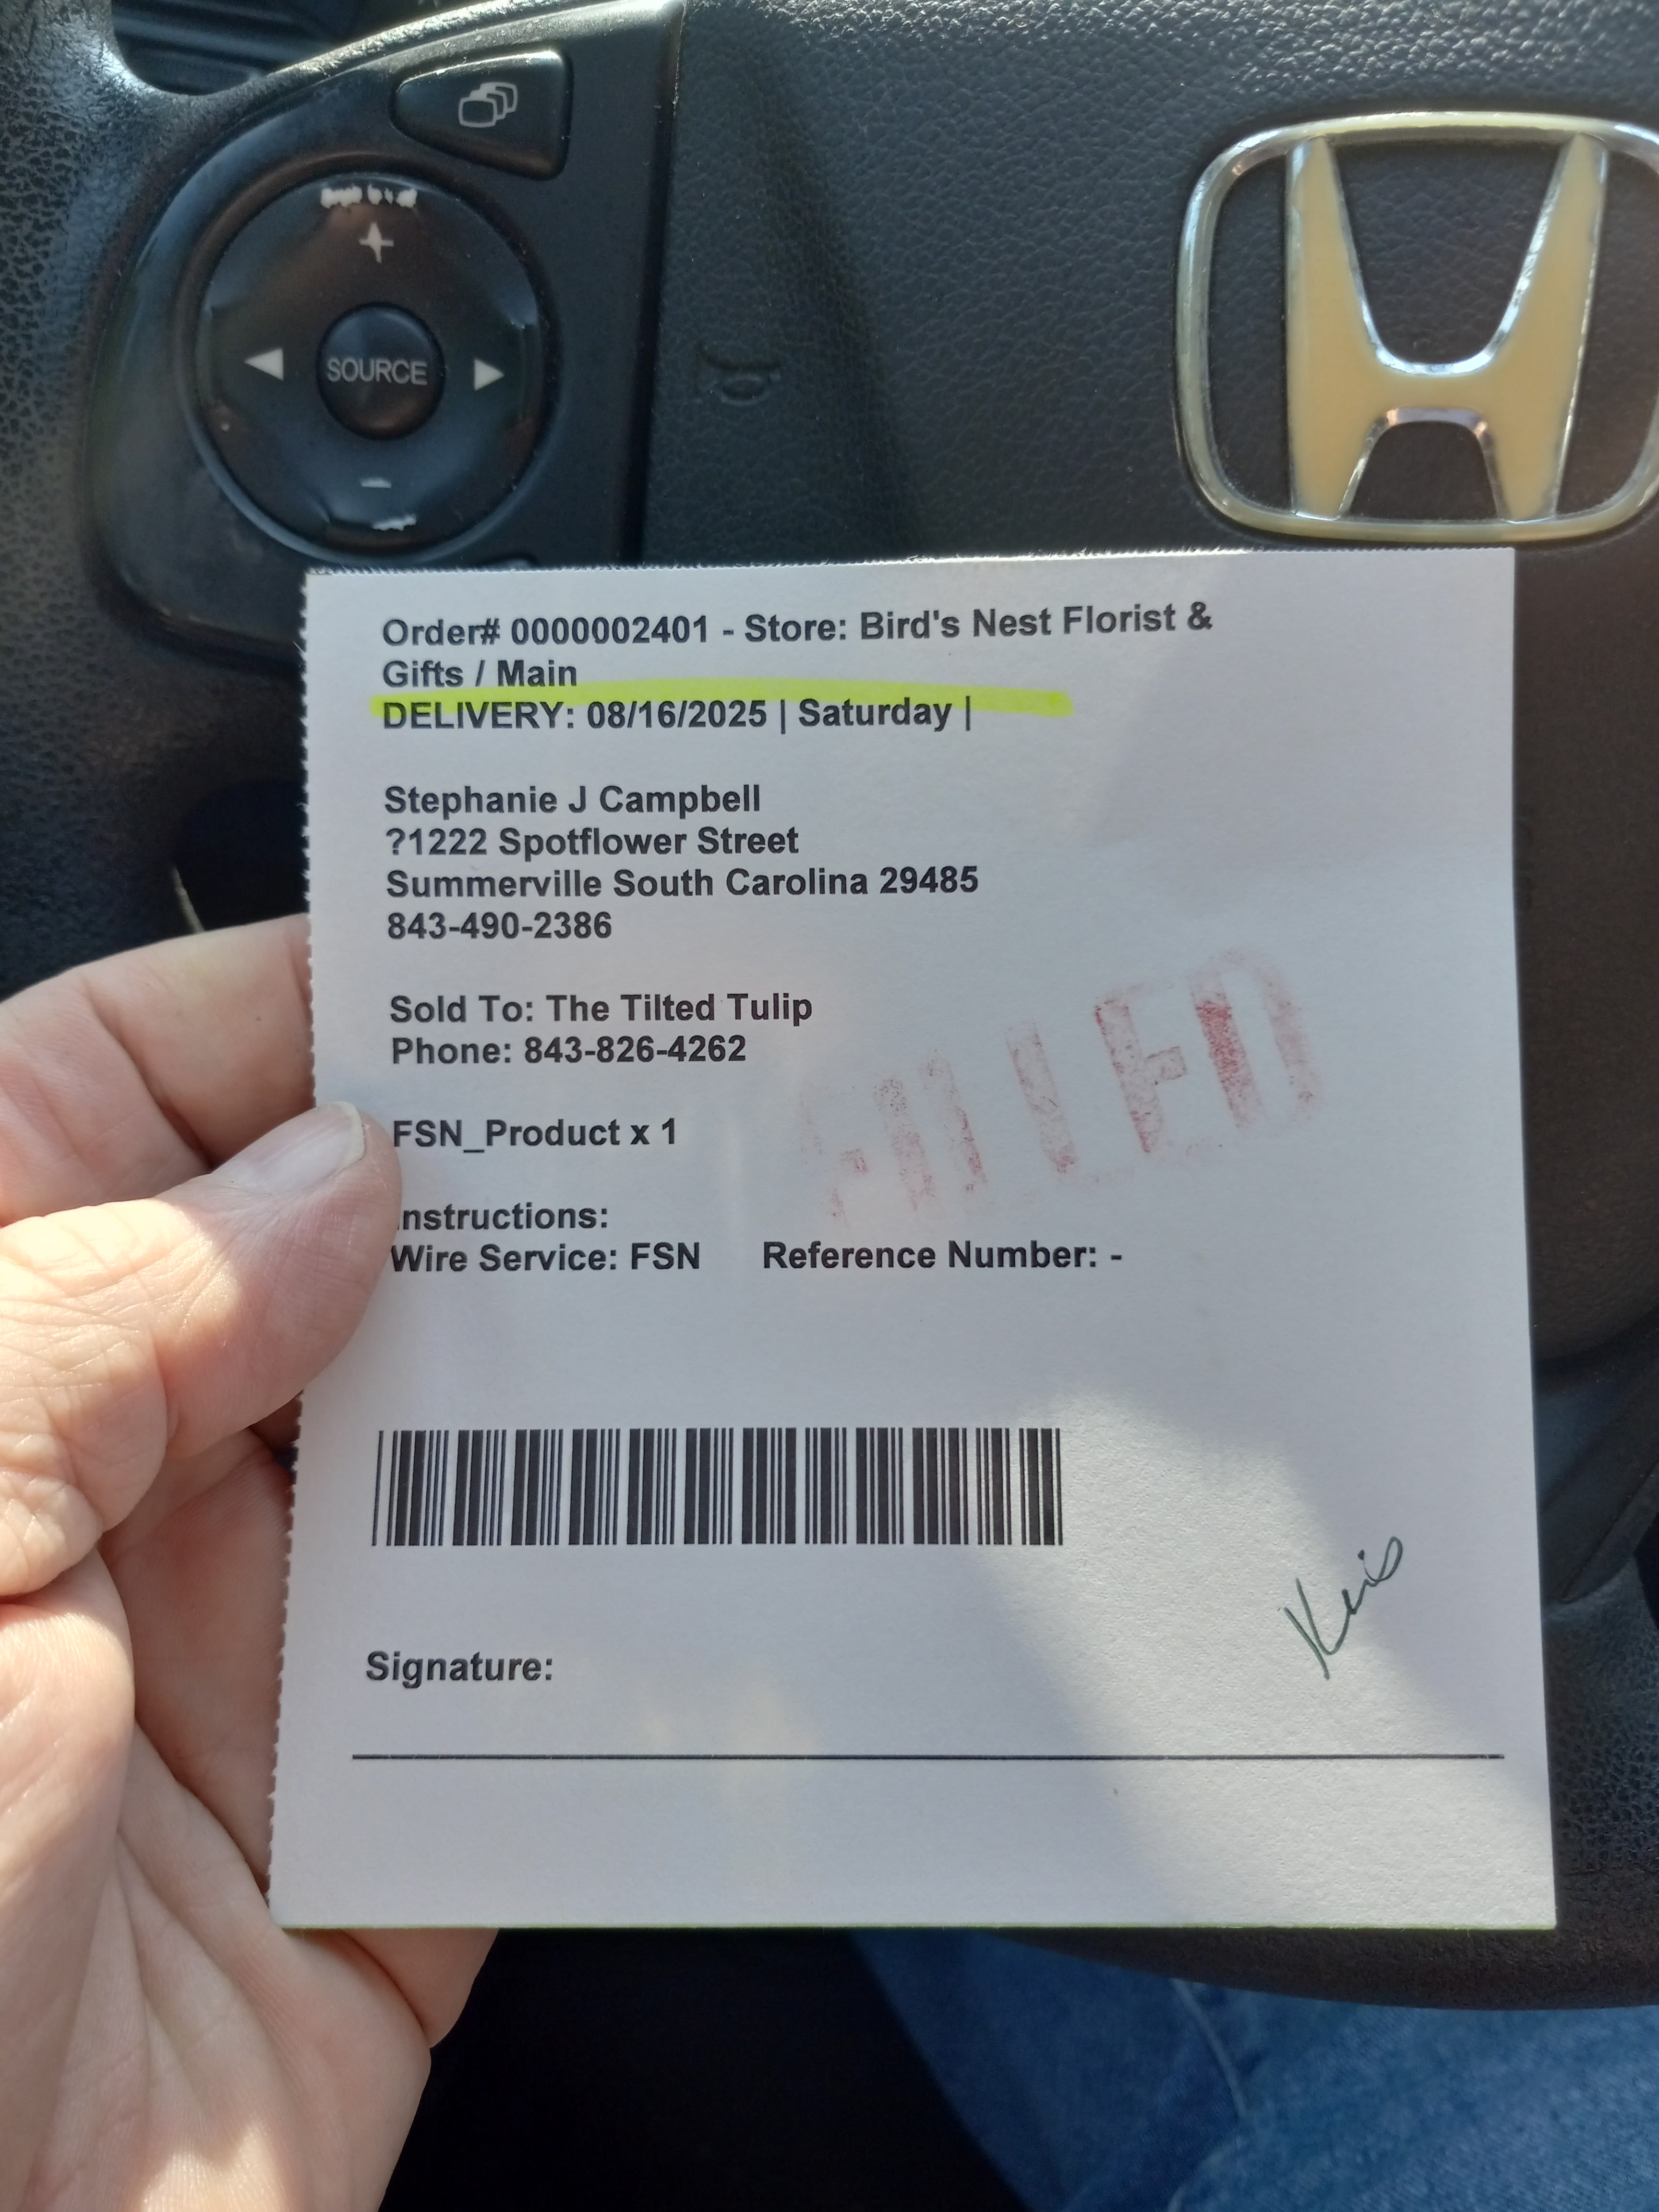 SOURCE
Order# 0000002401 - Store: Bird's Nest Florist &
Gifts / Main
DELIVERY: 08/16/2025 | Saturday |
Stephanie J Campbell
?1222 Spotflower Street
Summerville South Carolina 29485
843-490-2386
Sold To: The Tilted Tulip
Phone: 843-826-4262
FILLED
FSN_Product x 1
nstructions:
Wire Service: FSN Reference Number: -
Signature: